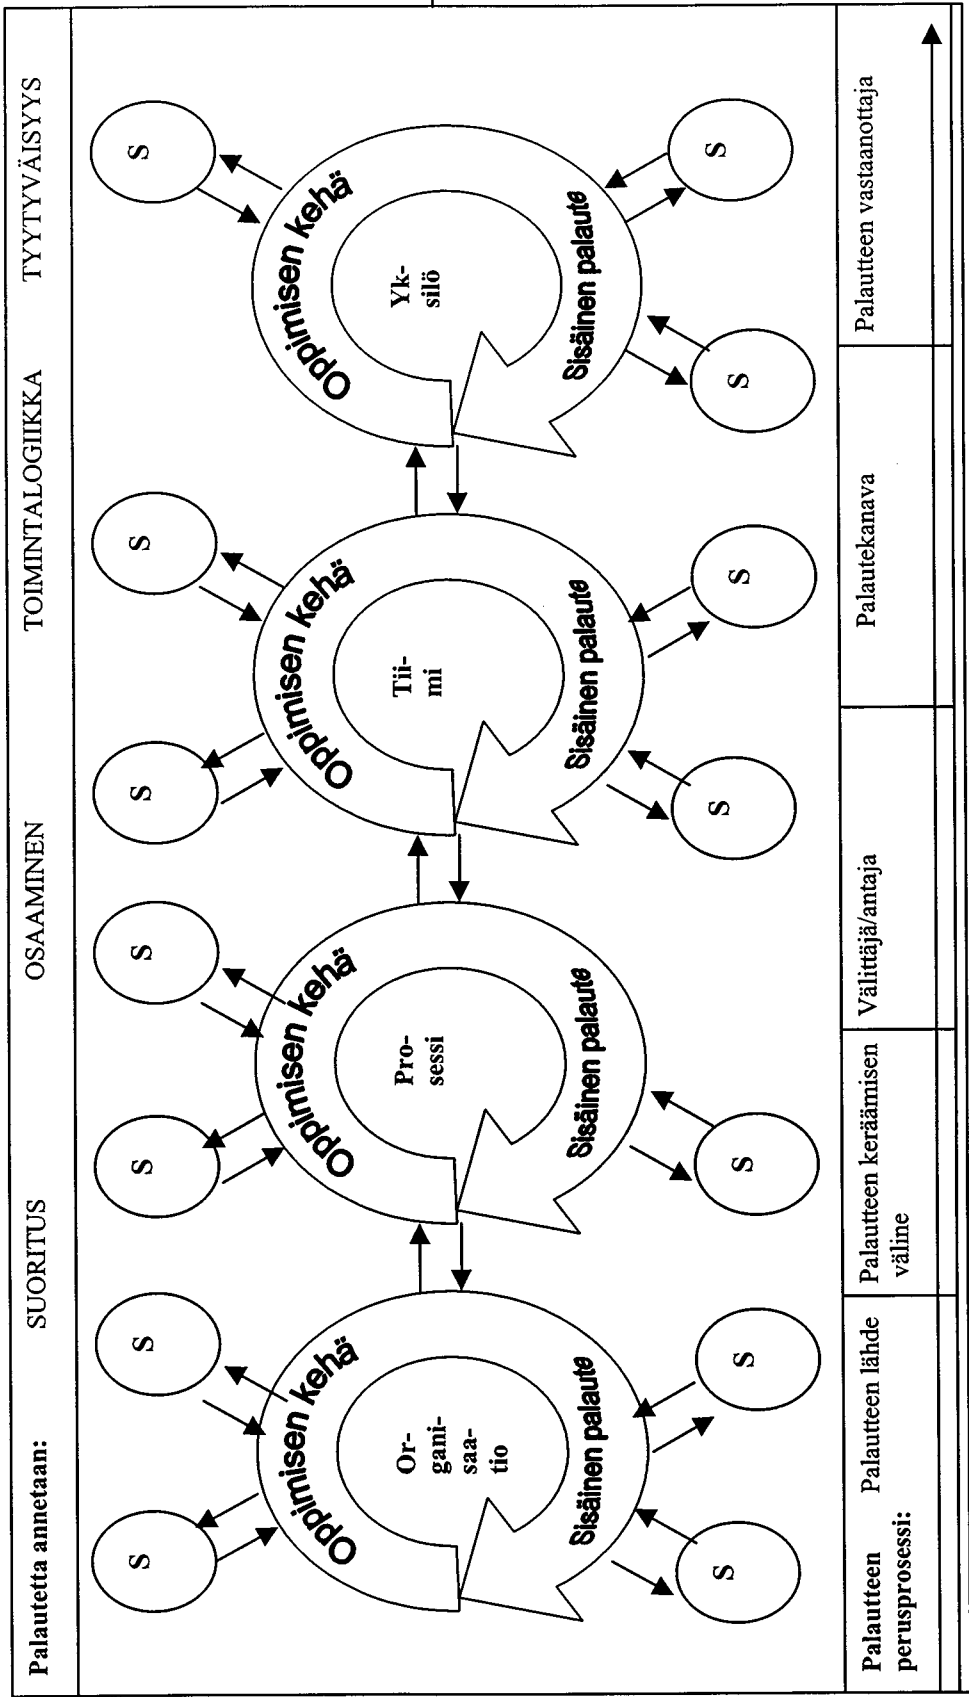 Palautetta annetaan: SUORITUS OSAAMINEN TOIMINTALOGIIKKA TYYTYVÄISYYS
S S S S S S S
Oppimisen kehä Oppimisen kehä Oppimisen kehä Oppimisen kehä
Or-
gani-
saa-
tio
Pro-
sessi
Tii-
mi
Yk-
silö
Sisäinen palaute Sisäinen palaute Sisäinen palaute Sisäinen palaute
S S S S S S S
Palautteen
perusprosessi:
Palautteen lähde
Palautteen keräämisen
väline
Välittäjä/antaja
Palautekanava
Palautteen vastaanottaja